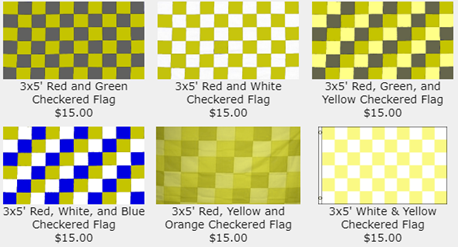 3x5' Red and Green
Checkered Flag
$15.00
3x5' Red and White
Checkered Flag
$15.00
3x5' Red, Green, and
Yellow Checkered Flag
$15.00
3x5' Red, White, and Blue
Checkered Flag
$15.00
3x5' Red, Yellow and
Orange Checkered Flag
$15.00
3x5' White & Yellow
Checkered Flag
$15.00